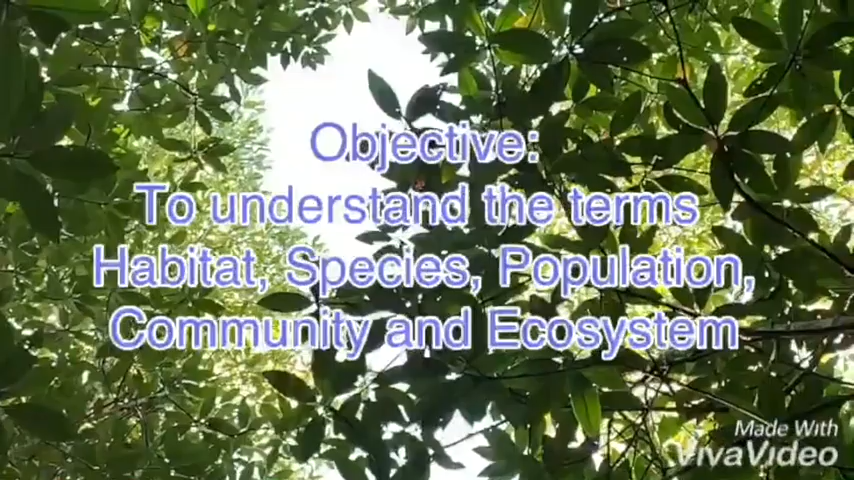 Objective:
To understand the terms
Habitat, Species, Population,
Community and Ecosystem
Made With
VivaVideo